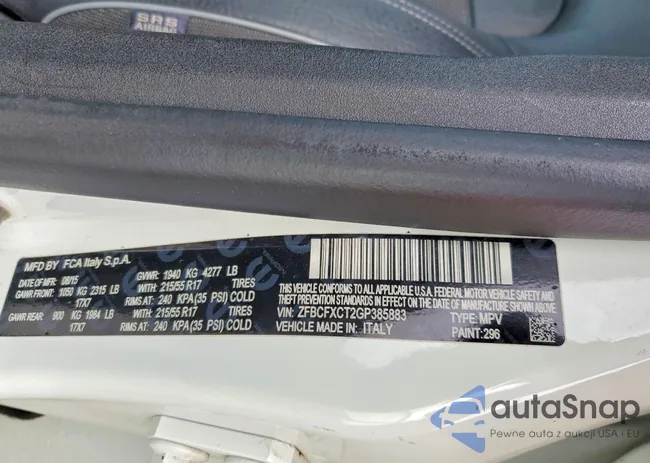 SRS
AIRBAG
MFD BY FCA Italy S.p.A.
DATE OF MFR: 08/15 GVWR: 1940 KG 4277 LB
GAWR FRONT: 1050 KG 2315 LB WITH: 215/55 R17 TIRES
17X7 RIMS AT: 240 KPA(35 PSI) COLD
GAWR REAR: 900 KG 1984 LB WITH: 215/55 R17 TIRES
17X7 RIMS AT: 240 KPA(35 PSI) COLD
THIS VEHICLE CONFORMS TO ALL APPLICABLE U.S.A. FEDERAL MOTOR VEHICLE SAFETY,
BUMPER, AND THEFT PREVENTION STANDARDS IN EFFECT ON THE DATE OF MANUFACTURE SHOWN ABOVE.
VIN: ZFBCFXCT2GP385883 TYPE: MPV
MADE IN: ITALY PAINT: 296
autoSnap
Pewne auta z aukcji USA i EU